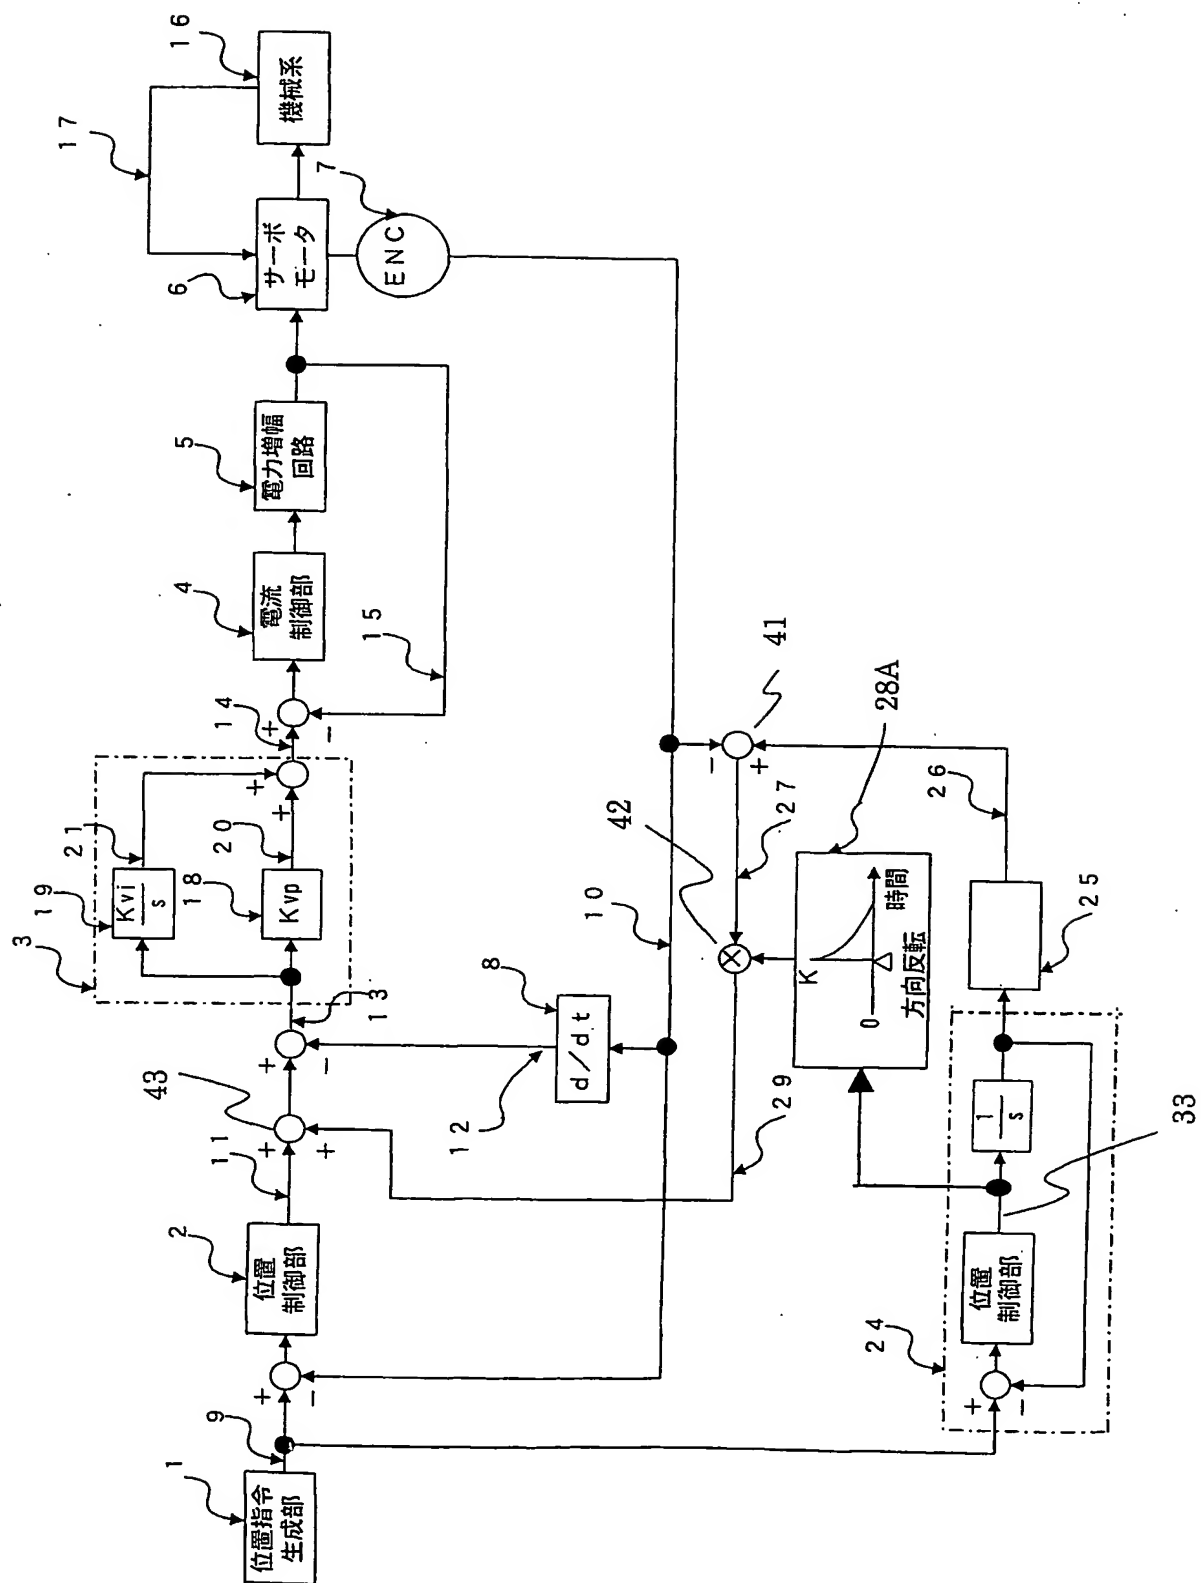 1
位置指令
生成部
9
+
−
2
位置
制御部
11
43
+
+
+
−
13
3
19
Kvi
s
21
18
Kvp
20
+
+
14
+
−
4
電流
制御部
5
電力増幅
回路
15
6
サーボ
モータ
17
16
機械系
7
ENC
8
d/dt
12
10
29
42
27
−
+
41
28A
K
0
時間
方向反転
26
25
24
+
−
位置
制御部
33
1
s